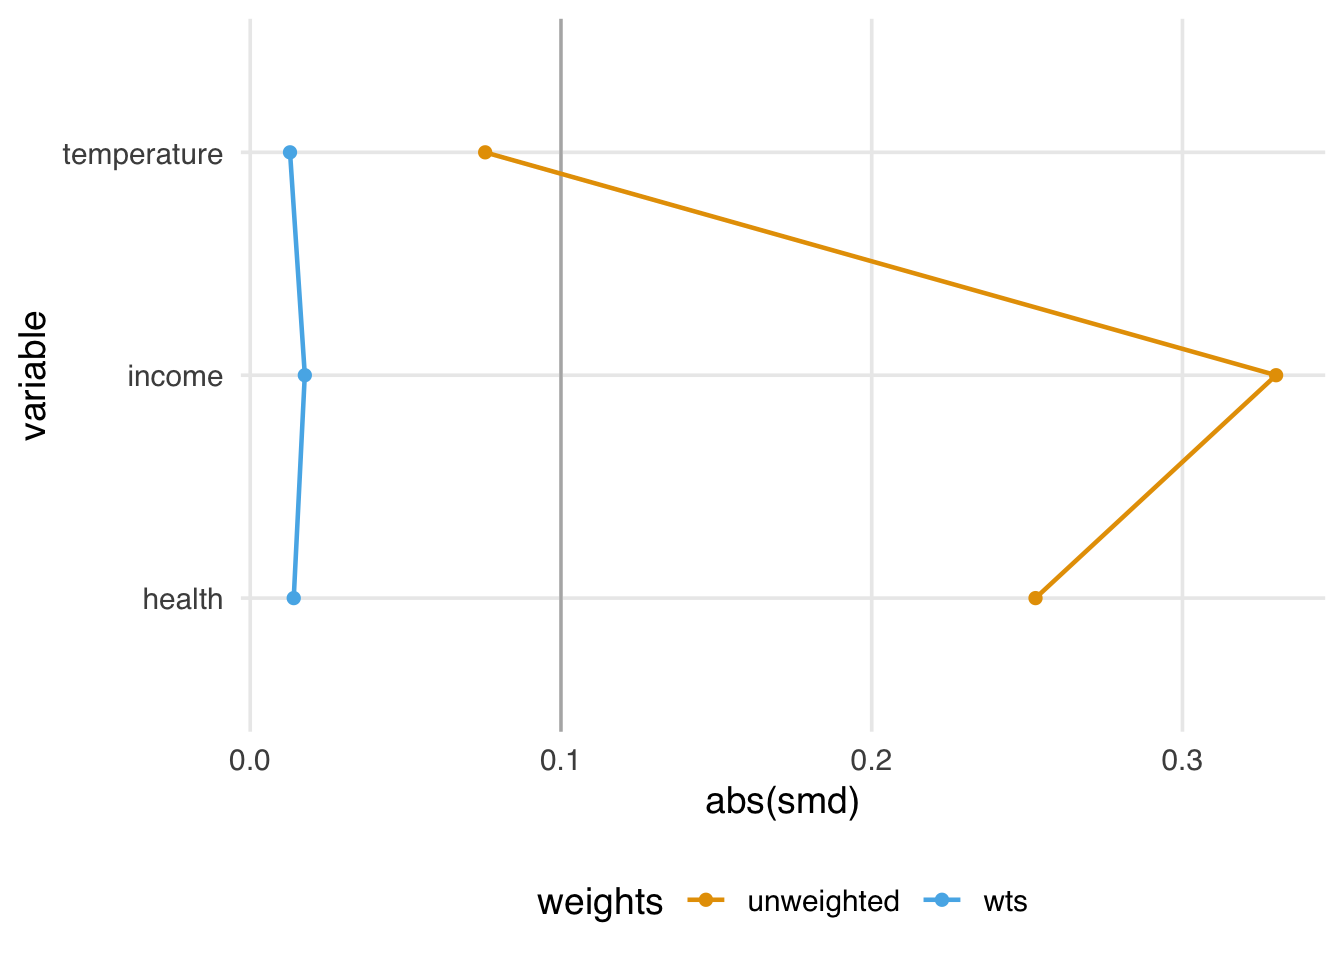 temperature
income
health
variable
0.0 0.1 0.2 0.3
abs(smd)
weights unweighted wts